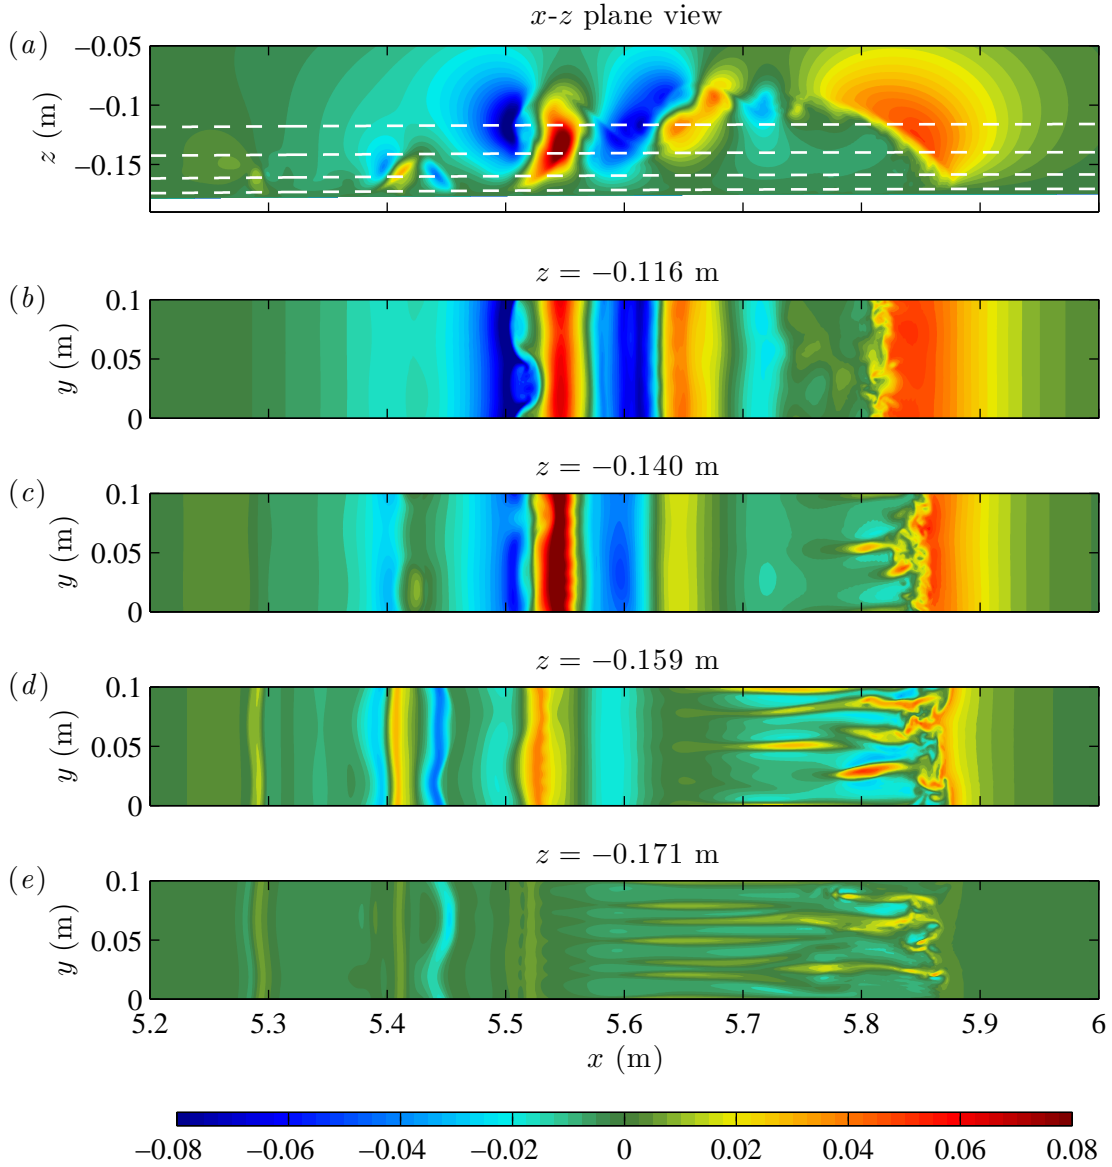 x-z plane view
(a)
−0.05
−0.1
−0.15
z (m)
z = −0.116 m
(b)
0.1
0.05
0
y (m)
z = −0.140 m
(c)
0.1
0.05
0
y (m)
z = −0.159 m
(d)
0.1
0.05
0
y (m)
z = −0.171 m
(e)
0.1
0.05
0
y (m)
5.2 5.3 5.4 5.5 5.6 5.7 5.8 5.9 6
x (m)
−0.08 −0.06 −0.04 −0.02 0 0.02 0.04 0.06 0.08